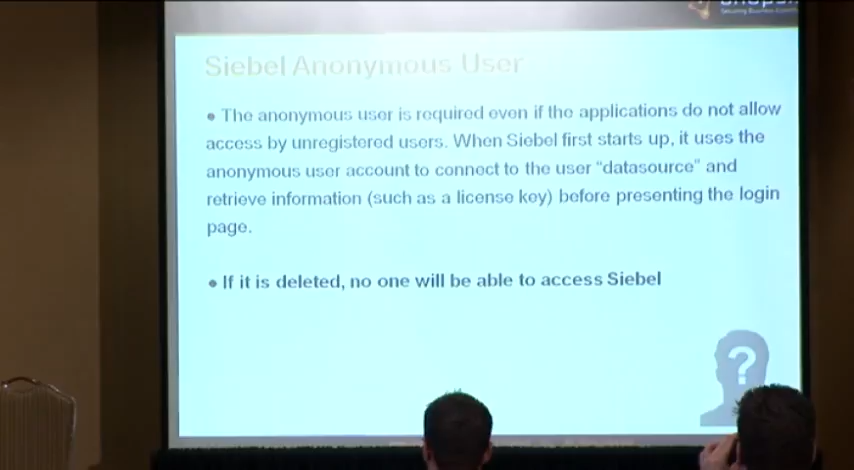 Securing Business Essentials
Siebel Anonymous User
• The anonymous user is required even if the applications do not allow
access by unregistered users. When Siebel first starts up, it uses the
anonymous user account to connect to the user "datasource" and
retrieve information (such as a license key) before presenting the login
page.
• If it is deleted, no one will be able to access Siebel
?